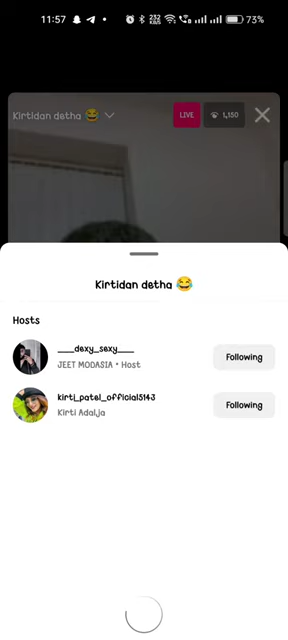 11:57
73%
Kirtidan detha 😂
LIVE
1,150
Kirtidan detha 😂
Hosts
___dexy_sexy___
JEET MODASIA • Host
Following
kirti_patel_official5143
Kirti Adalja
Following